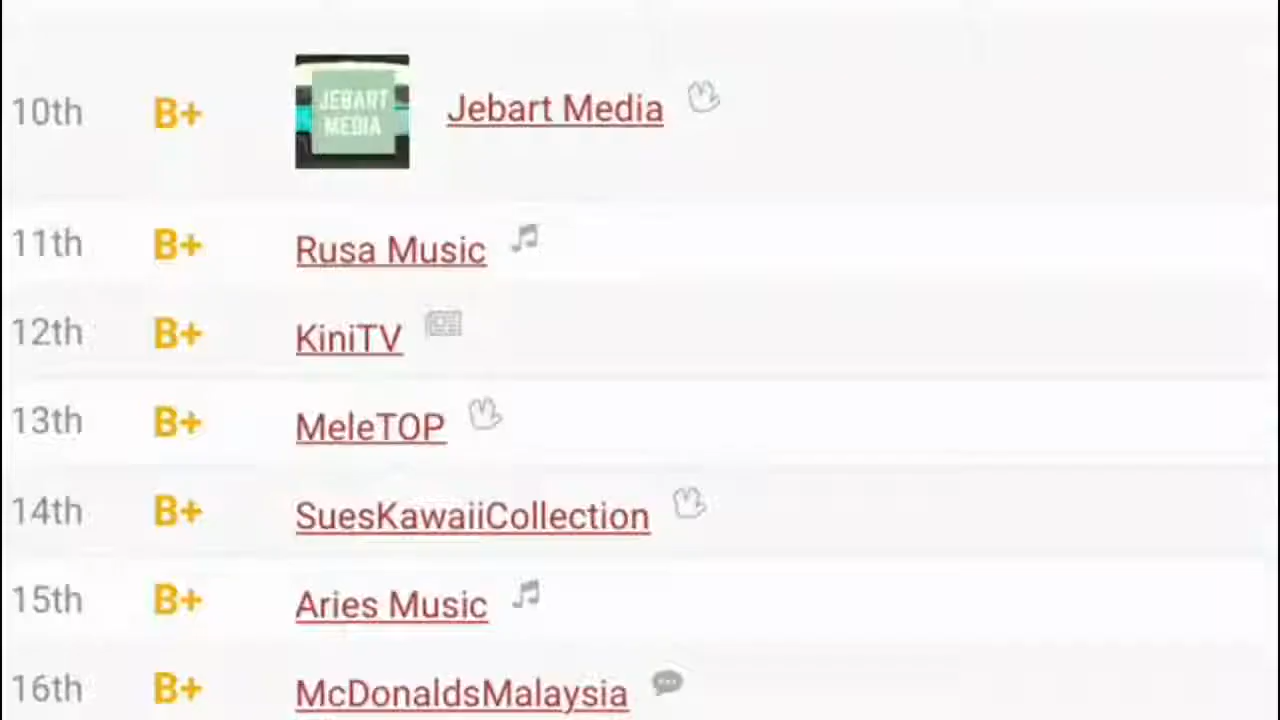 10th B+ JEBART MEDIA Jebart Media
11th B+ Rusa Music
12th B+ KiniTV
13th B+ MeleTOP
14th B+ SuesKawaiiCollection
15th B+ Aries Music
16th B+ McDonaldsMalaysia